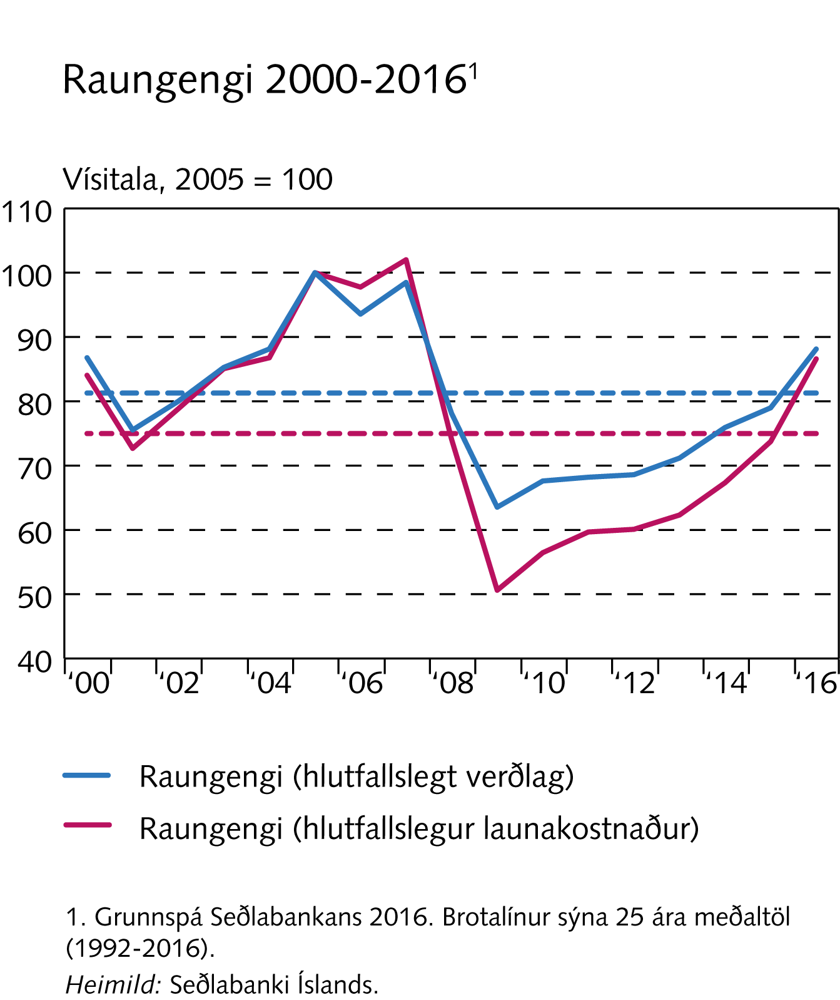 Raungengi 2000-2016¹
Vísitala, 2005 = 100
110
100
90
80
70
60
50
40
‘00 ‘02 ‘04 ‘06 ‘08 ‘10 ‘12 ‘14 ‘16
Raungengi (hlutfallslegt verðlag)
Raungengi (hlutfallslegur launakostnaður)
1. Grunnspá Seðlabankans 2016. Brotalínur sýna 25 ára meðaltöl
(1992-2016).
Heimild: Seðlabanki Íslands.